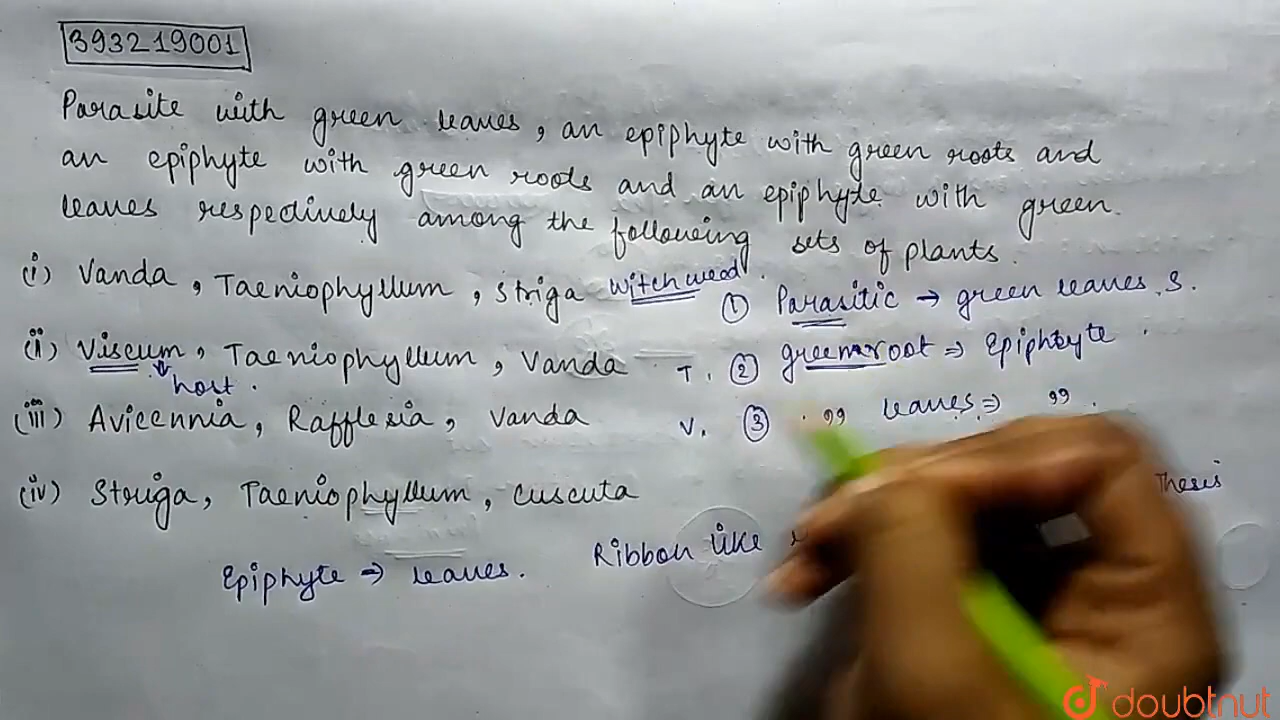 393219001
Parasite with green leaves, an epiphyte with green roots and
an epiphyte with green roots and an epiphyte with green
leaves respectively among the following sets of plants.
(i) Vanda, Taeniophyllum, Striga witch weed.
① Parasitic → green leaves. S.
(ii) Viscum, Taeniophyllum, Vanda
host.
T. ② green root ⇒ Epiphyte.
(iii) Avicennia, Rafflesia, Vanda
V. ③ ,, leaves ⇒ ,,.
(iv) Striga, Taeniophyllum, Cuscuta
Thesis
Ribbon like
Epiphyte ⇒ leaves.
doubtnut